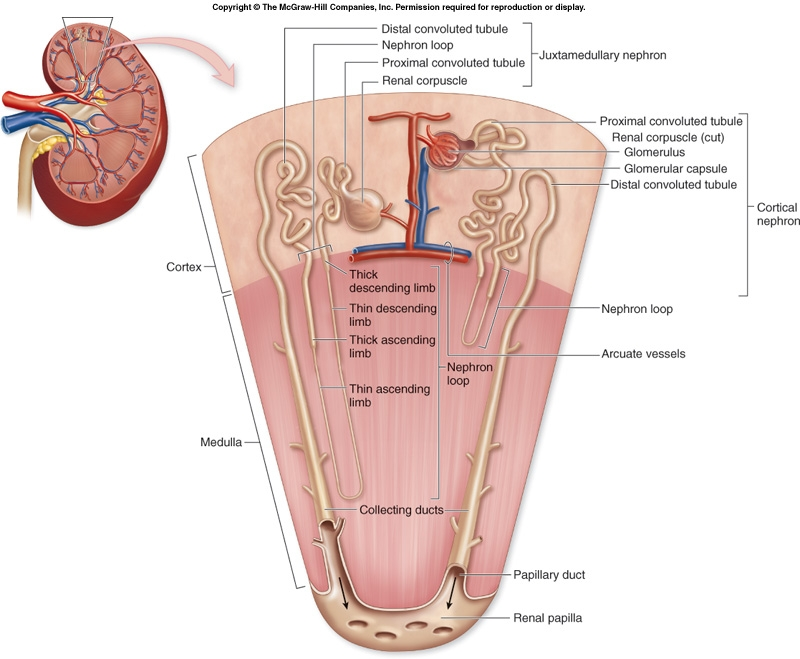 Copyright © The McGraw-Hill Companies, Inc. Permission required for reproduction or display.
Distal convoluted tubule
Nephron loop
Proximal convoluted tubule
Renal corpuscle
Juxtamedullary nephron
Proximal convoluted tubule
Renal corpuscle (cut)
Glomerulus
Glomerular capsule
Distal convoluted tubule
Cortical
nephron
Cortex
Thick
descending limb
Thin descending
limb
Thick ascending
limb
Thin ascending
limb
Nephron
loop
Nephron loop
Arcuate vessels
Medulla
Collecting ducts
Papillary duct
Renal papilla